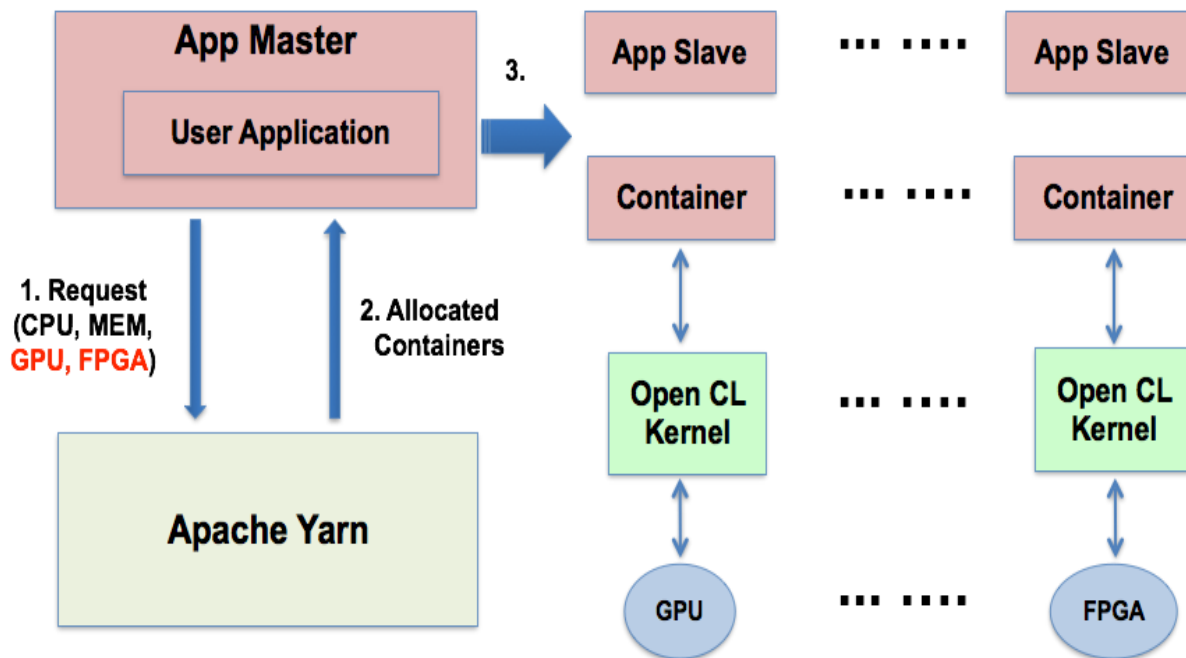 App Master
User Application
3.
App Slave
... ....
App Slave
Container
... ....
Container
1. Request
(CPU, MEM,
GPU, FPGA)
2. Allocated
Containers
Open CL
Kernel
... ....
Open CL
Kernel
Apache Yarn
GPU
... ....
FPGA